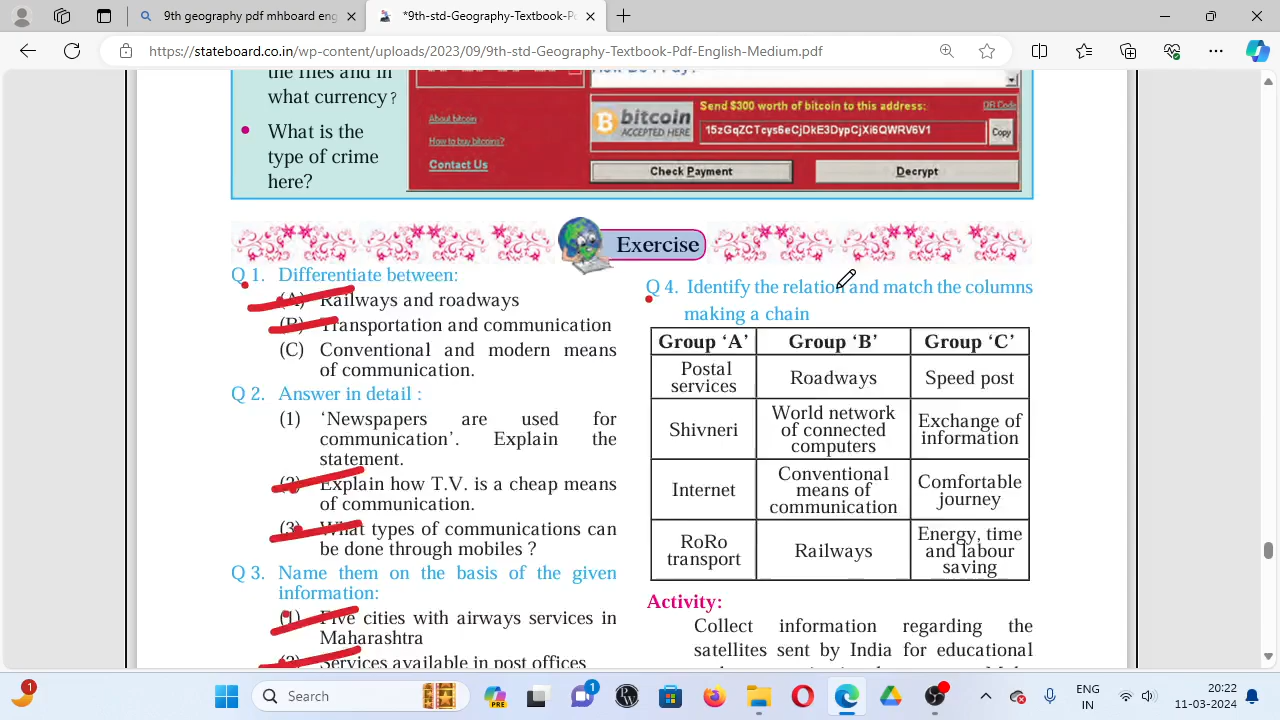 9th geography pdf maharashtra bo
*9th-std-Geography-Textbook-Pdf-
https://stateboard.co.in/wp-content/uploads/2023/09/9th-std-Geography-Textbook-Pdf-English-Medium.pdf
the files and in
what currency?
• What is the
type of crime
here?
About bitcoin
How to buy bitcoins?
Contact Us
bitcoin
ACCEPTED HERE
Send $300 worth of bitcoin to this address:
QR Code
15zGqZCTcys6eCjDkE3DypCjXi6QWRV6V1
Copy
Check Payment
Decrypt
Exercise
Q 1. Differentiate between:
(A) Railways and roadways
(B) Transportation and communication
(C) Conventional and modern means
of communication.
Q 2. Answer in detail :
(1) ‘Newspapers are used for
communication’. Explain the
statement.
(2) Explain how T.V. is a cheap means
of communication.
(3) What types of communications can
be done through mobiles ?
Q 3. Name them on the basis of the given
information:
(1) Five cities with airways services in
Maharashtra
(2) Services available in post offices
Q 4. Identify the relation and match the columns
making a chain
Group ‘A’ Group ‘B’ Group ‘C’
Postal services Roadways Speed post
Shivneri World network of connected computers Exchange of information
Internet Conventional means of communication Comfortable journey
RoRo transport Railways Energy, time and labour saving
Activity:
Collect information regarding the
satellites sent by India for educational
1
Search
PRE
1
ENG
IN
20:22
11-03-2024